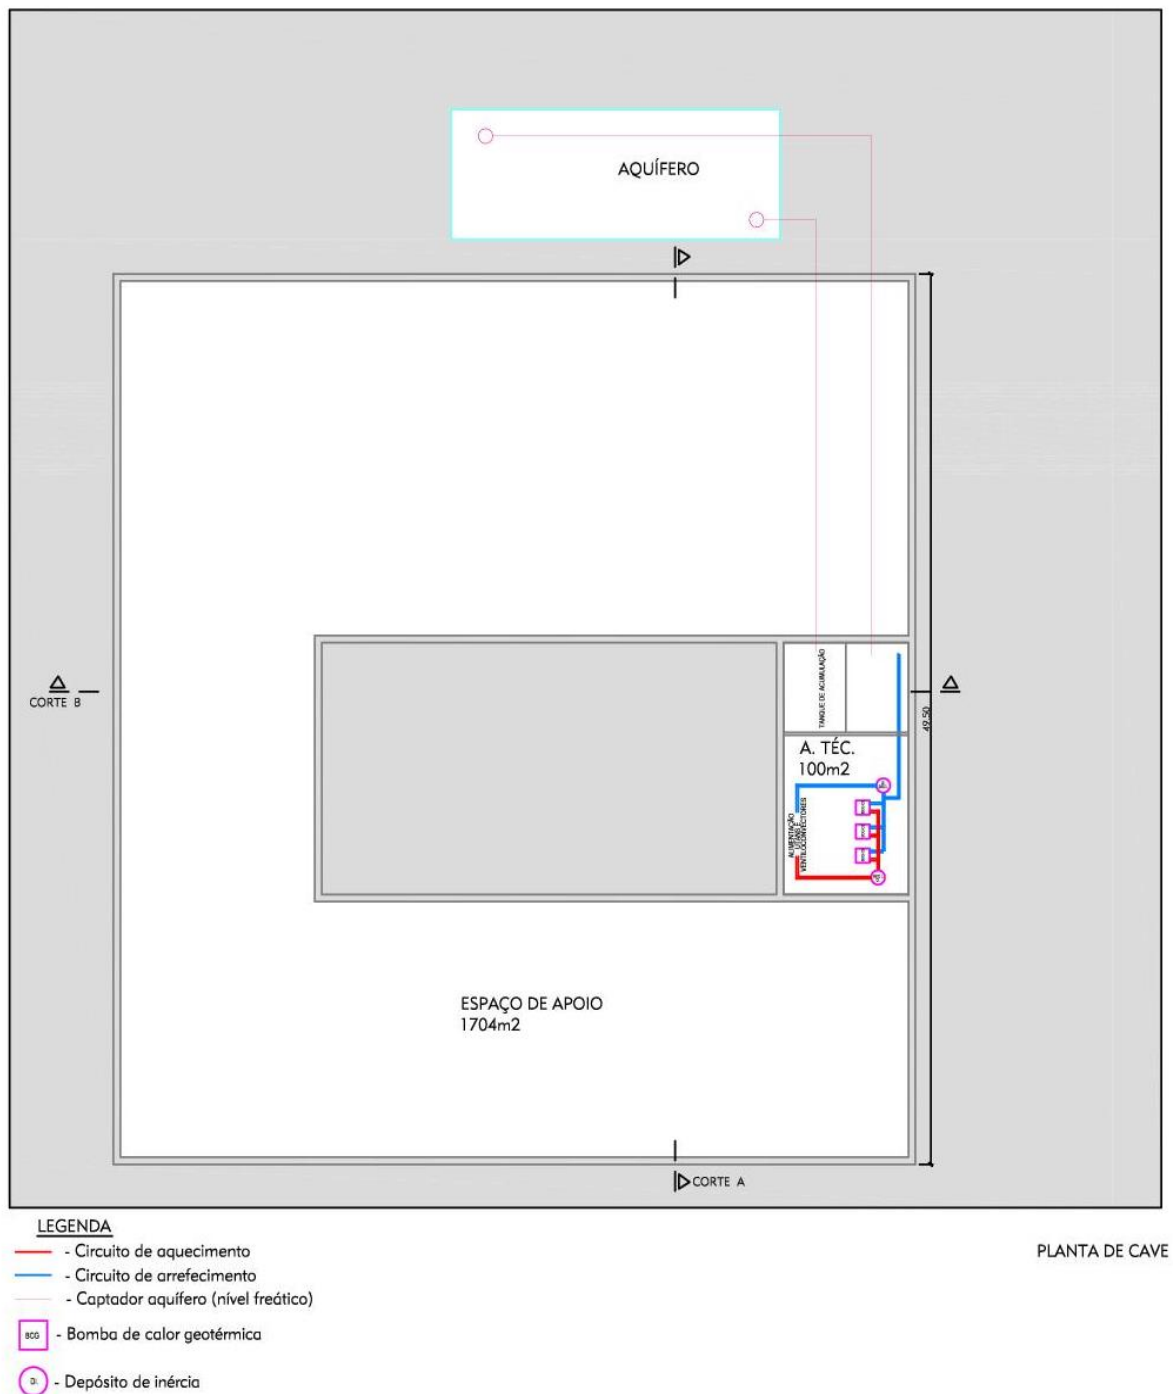 AQUÍFERO
CORTE B
TANQUE DE ACUMULAÇÃO
49.50
A. TÉC.
100m2
ALIMENTAÇÃO
VENTILOCONVECTORES
ESPAÇO DE APOIO
1704m2
CORTE A
LEGENDA
- Circuito de aquecimento
- Circuito de arrefecimento
- Captador aquífero (nível freático)
BCG - Bomba de calor geotérmica
- Depósito de inércia
PLANTA DE CAVE